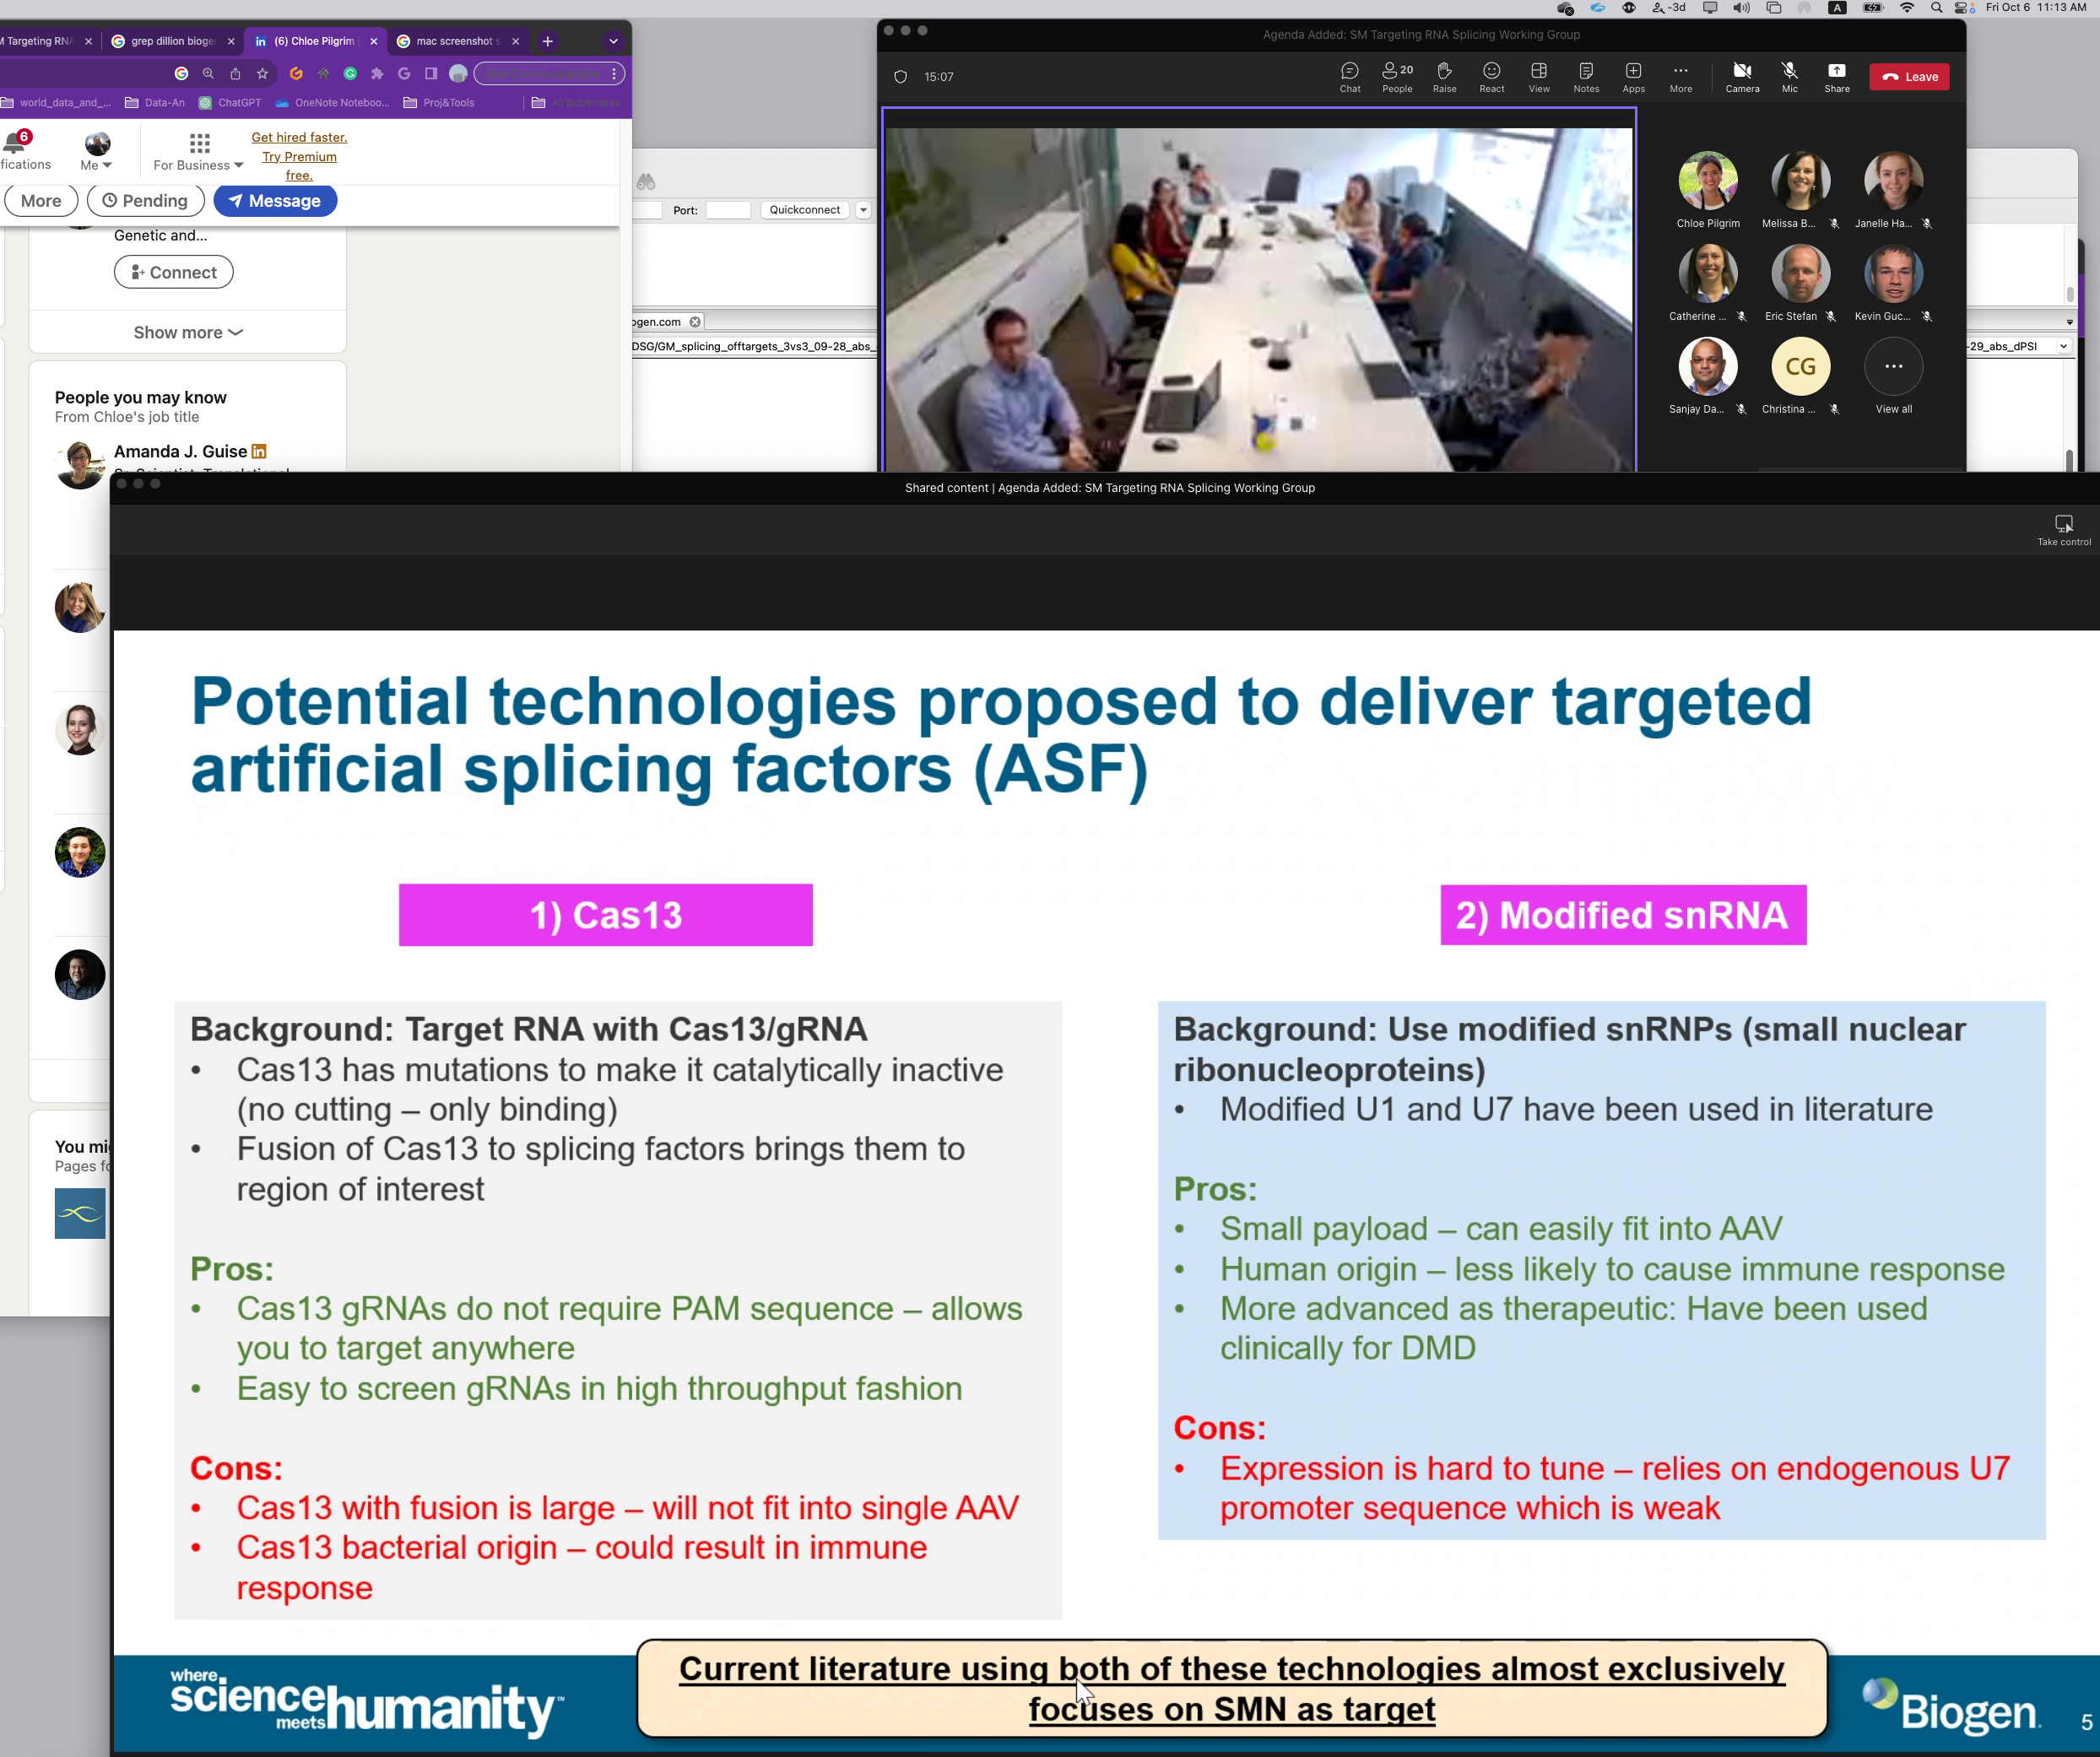 -3d
A
Fri Oct 6 11:13 AM
M Targeting RNA
grep dillion bioge
(6) Chloe Pilgrim
mac screenshot s
world_data_and_...
Data-An
ChatGPT
OneNote Noteboo...
Proj&Tools
All Bookmarks
6
fications
Me
For Business
Get hired faster.
Try Premium
free.
More
Pending
Message
Genetic and...
Connect
Show more
People you may know
From Chloe's job title
Amanda J. Guise
You mi
Pages fo
Port:
Quickconnect
ogen.com
DSG/GM_splicing_offtargets_3vs3_09-28_abs_
-29_abs_dPSI
Agenda Added: SM Targeting RNA Splicing Working Group
15:07
Chat
20
People
Raise
React
View
Notes
Apps
More
Camera
Mic
Share
Leave
Chloe Pilgrim
Melissa B...
Janelle Ha...
Catherine ...
Eric Stefan
Kevin Guc...
CG
Sanjay Da...
Christina ...
View all
Shared content | Agenda Added: SM Targeting RNA Splicing Working Group
Take control
Potential technologies proposed to deliver targeted
artificial splicing factors (ASF)
1) Cas13
Background: Target RNA with Cas13/gRNA
• Cas13 has mutations to make it catalytically inactive
(no cutting – only binding)
• Fusion of Cas13 to splicing factors brings them to
region of interest
Pros:
• Cas13 gRNAs do not require PAM sequence – allows
you to target anywhere
• Easy to screen gRNAs in high throughput fashion
Cons:
• Cas13 with fusion is large – will not fit into single AAV
• Cas13 bacterial origin – could result in immune
response
2) Modified snRNA
Background: Use modified snRNPs (small nuclear
ribonucleoproteins)
• Modified U1 and U7 have been used in literature
Pros:
• Small payload – can easily fit into AAV
• Human origin – less likely to cause immune response
• More advanced as therapeutic: Have been used
clinically for DMD
Cons:
• Expression is hard to tune – relies on endogenous U7
promoter sequence which is weak
Current literature using both of these technologies almost exclusively
focuses on SMN as target
where
sciencehumanity™
meets
Biogen.
5